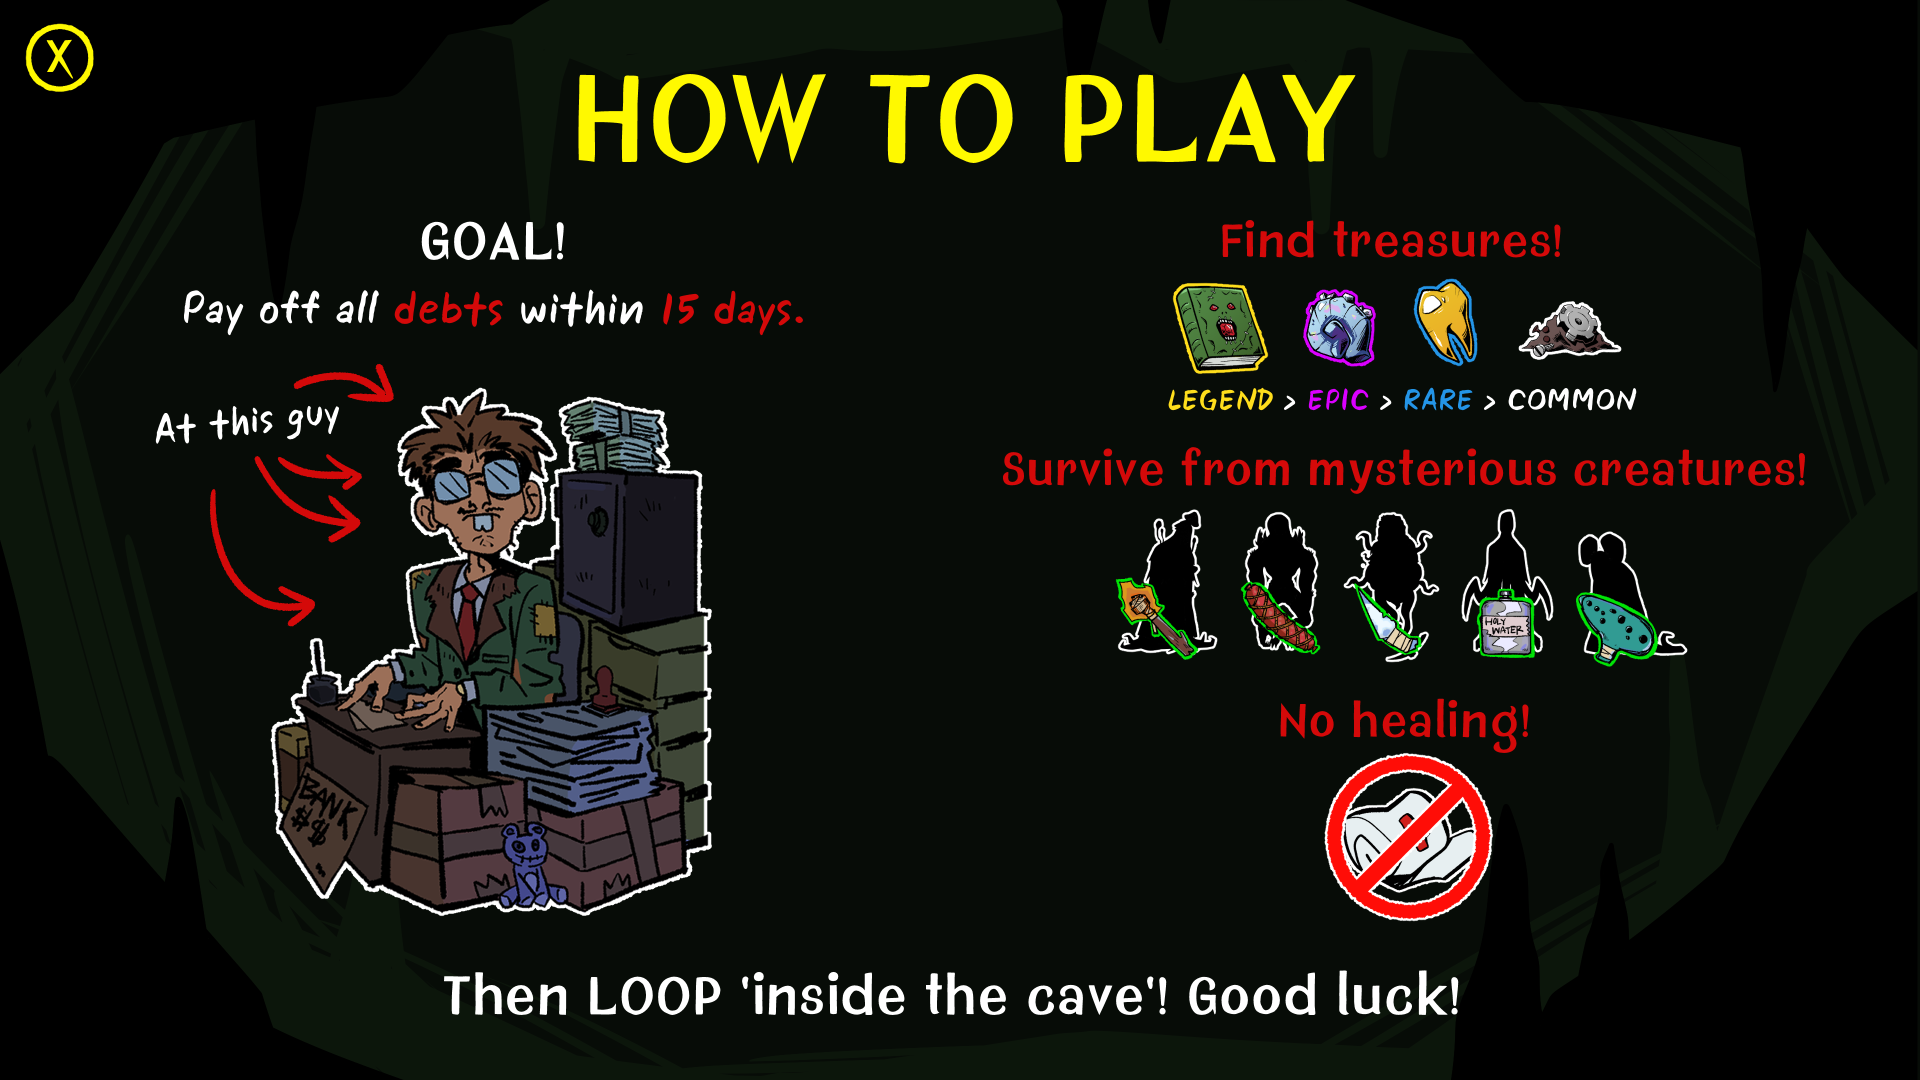 X
HOW TO PLAY
GOAL!
Pay off all debts within 15 days.
At this guy
BANK
$$
Find treasures!
LEGEND > EPIC > RARE > COMMON
Survive from mysterious creatures!
HOLY
WATER
No healing!
Then LOOP 'inside the cave'! Good luck!